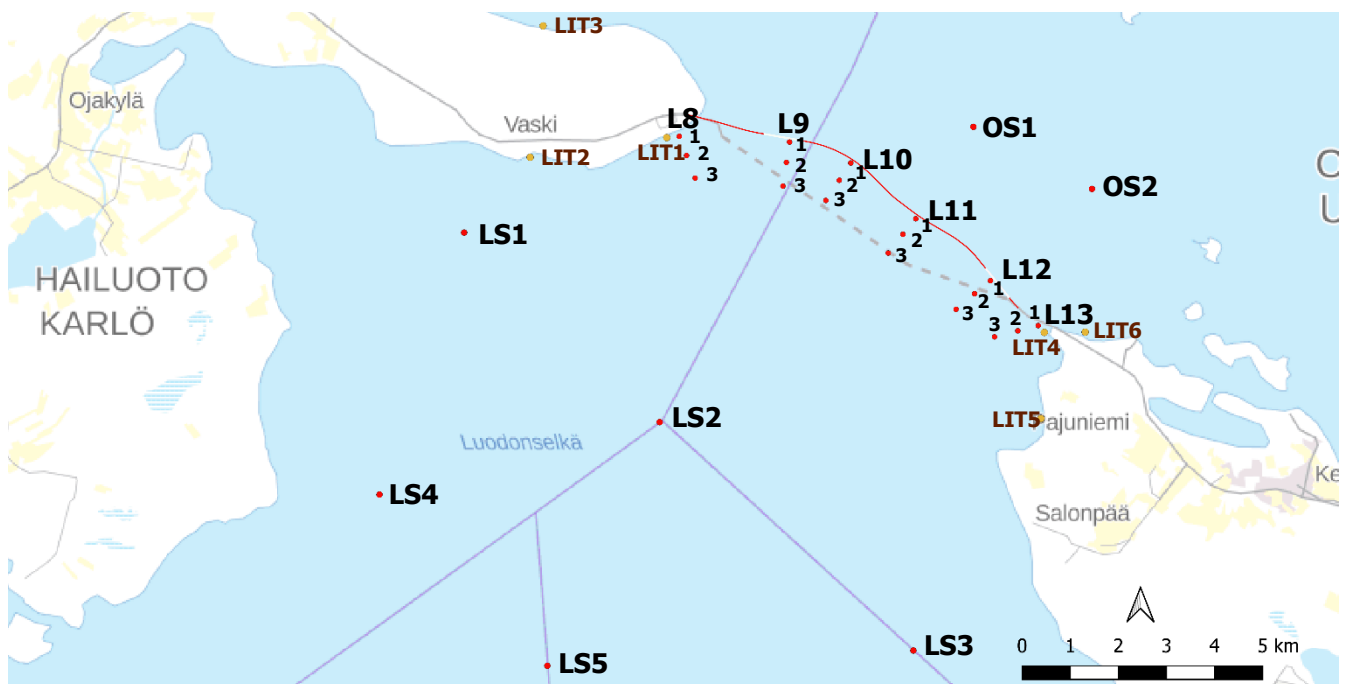 LIT3
Ojakylä
Vaski
L8
1
2
3
LIT1
LIT2
L9
1
2
3
L10
1
2
3
OS1
OS2
O
U
L11
1
2
3
LS1
HAILUOTO
KARLÖ
L12
1
2
3
L13
1
2
3
LIT4
LIT6
LS2
LIT5
ajuniemi
Luodonselkä
Ke
LS4
Salonpää
LS5
LS3
0 1 2 3 4 5 km